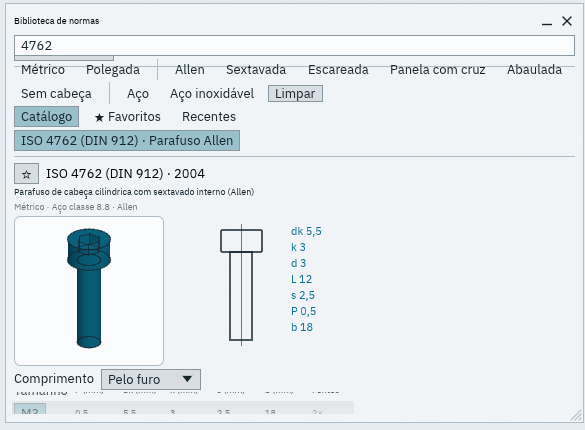 Biblioteca de normas
4762
Métrico Polegada Allen Sextavada Escareada Panela com cruz Abaulada
Sem cabeça Aço Aço inoxidável Limpar
Catálogo ★ Favoritos Recentes
ISO 4762 (DIN 912) · Parafuso Allen
☆ ISO 4762 (DIN 912) · 2004
Parafuso de cabeça cilíndrica com sextavado interno (Allen)
Métrico · Aço classe 8.8 · Allen
dk 5,5
k 3
d 3
L 12
s 2,5
P 0,5
b 18
Comprimento Pelo furo
Tamanho
M3 0,5 5,5 3 2,5 18